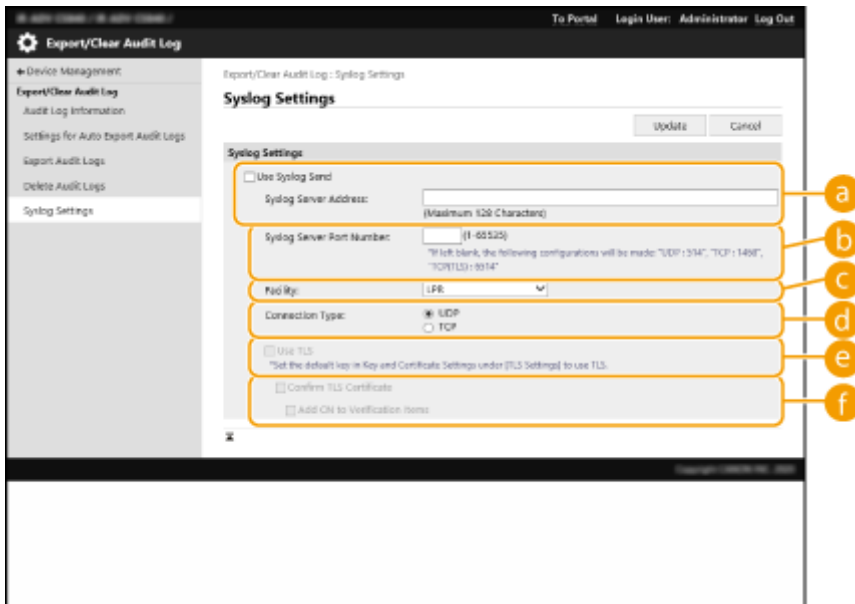 To Portal Login User: Administrator Log Out
Export/Clear Audit Log
Device Management
Export/Clear Audit Log
Audit Log Information
Settings for Auto Export Audit Logs
Export Audit Logs
Delete Audit Logs
Syslog Settings
Export/Clear Audit Log : Syslog Settings
Syslog Settings
Update Cancel
Syslog Settings
Use Syslog Send
Syslog Server Address:
(Maximum 128 Characters)
a
Syslog Server Port Number: (1-65535)
"If left blank, the following configurations will be made: "UDP : 514", "TCP : 1468",
"TCP(TLS) : 6514"
b
Facility: LPR
c
Connection Type: UDP
TCP
d
Use TLS
*Set the default key in Key and Certificate Settings under [TLS Settings] to use TLS.
e
Confirm TLS Certificate
Add CN to Verification Items
f